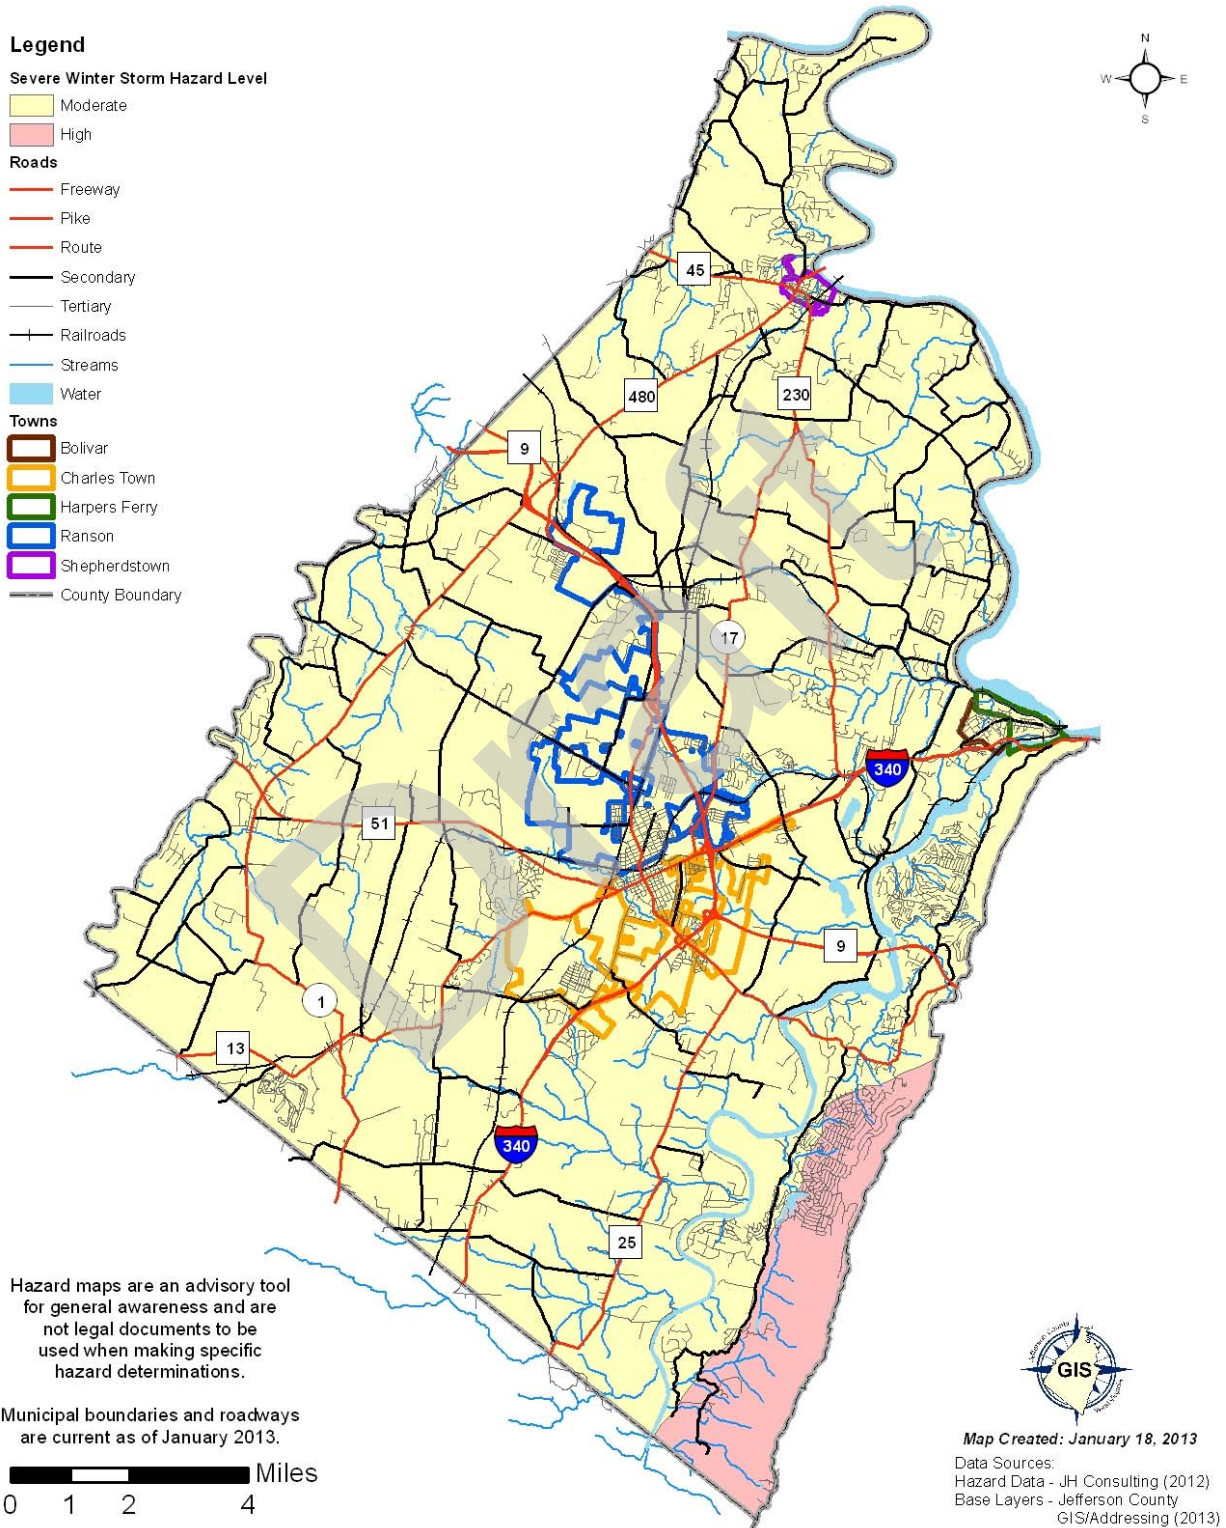 Legend
Severe Winter Storm Hazard Level
Moderate
High
Roads
Freeway
Pike
Route
Secondary
Tertiary
Railroads
Streams
Water
Towns
Bolivar
Charles Town
Harpers Ferry
Ranson
Shepherdstown
County Boundary
N
W E
S
45
480
230
9
17
340
51
9
1
13
340
25
Draft
Hazard maps are an advisory tool
for general awareness and are
not legal documents to be
used when making specific
hazard determinations.
Municipal boundaries and roadways
are current as of January 2013.
Miles
0 1 2 4
Jefferson County
GIS
West Virginia
Map Created: January 18, 2013
Data Sources:
Hazard Data - JH Consulting (2012)
Base Layers - Jefferson County
GIS/Addressing (2013)